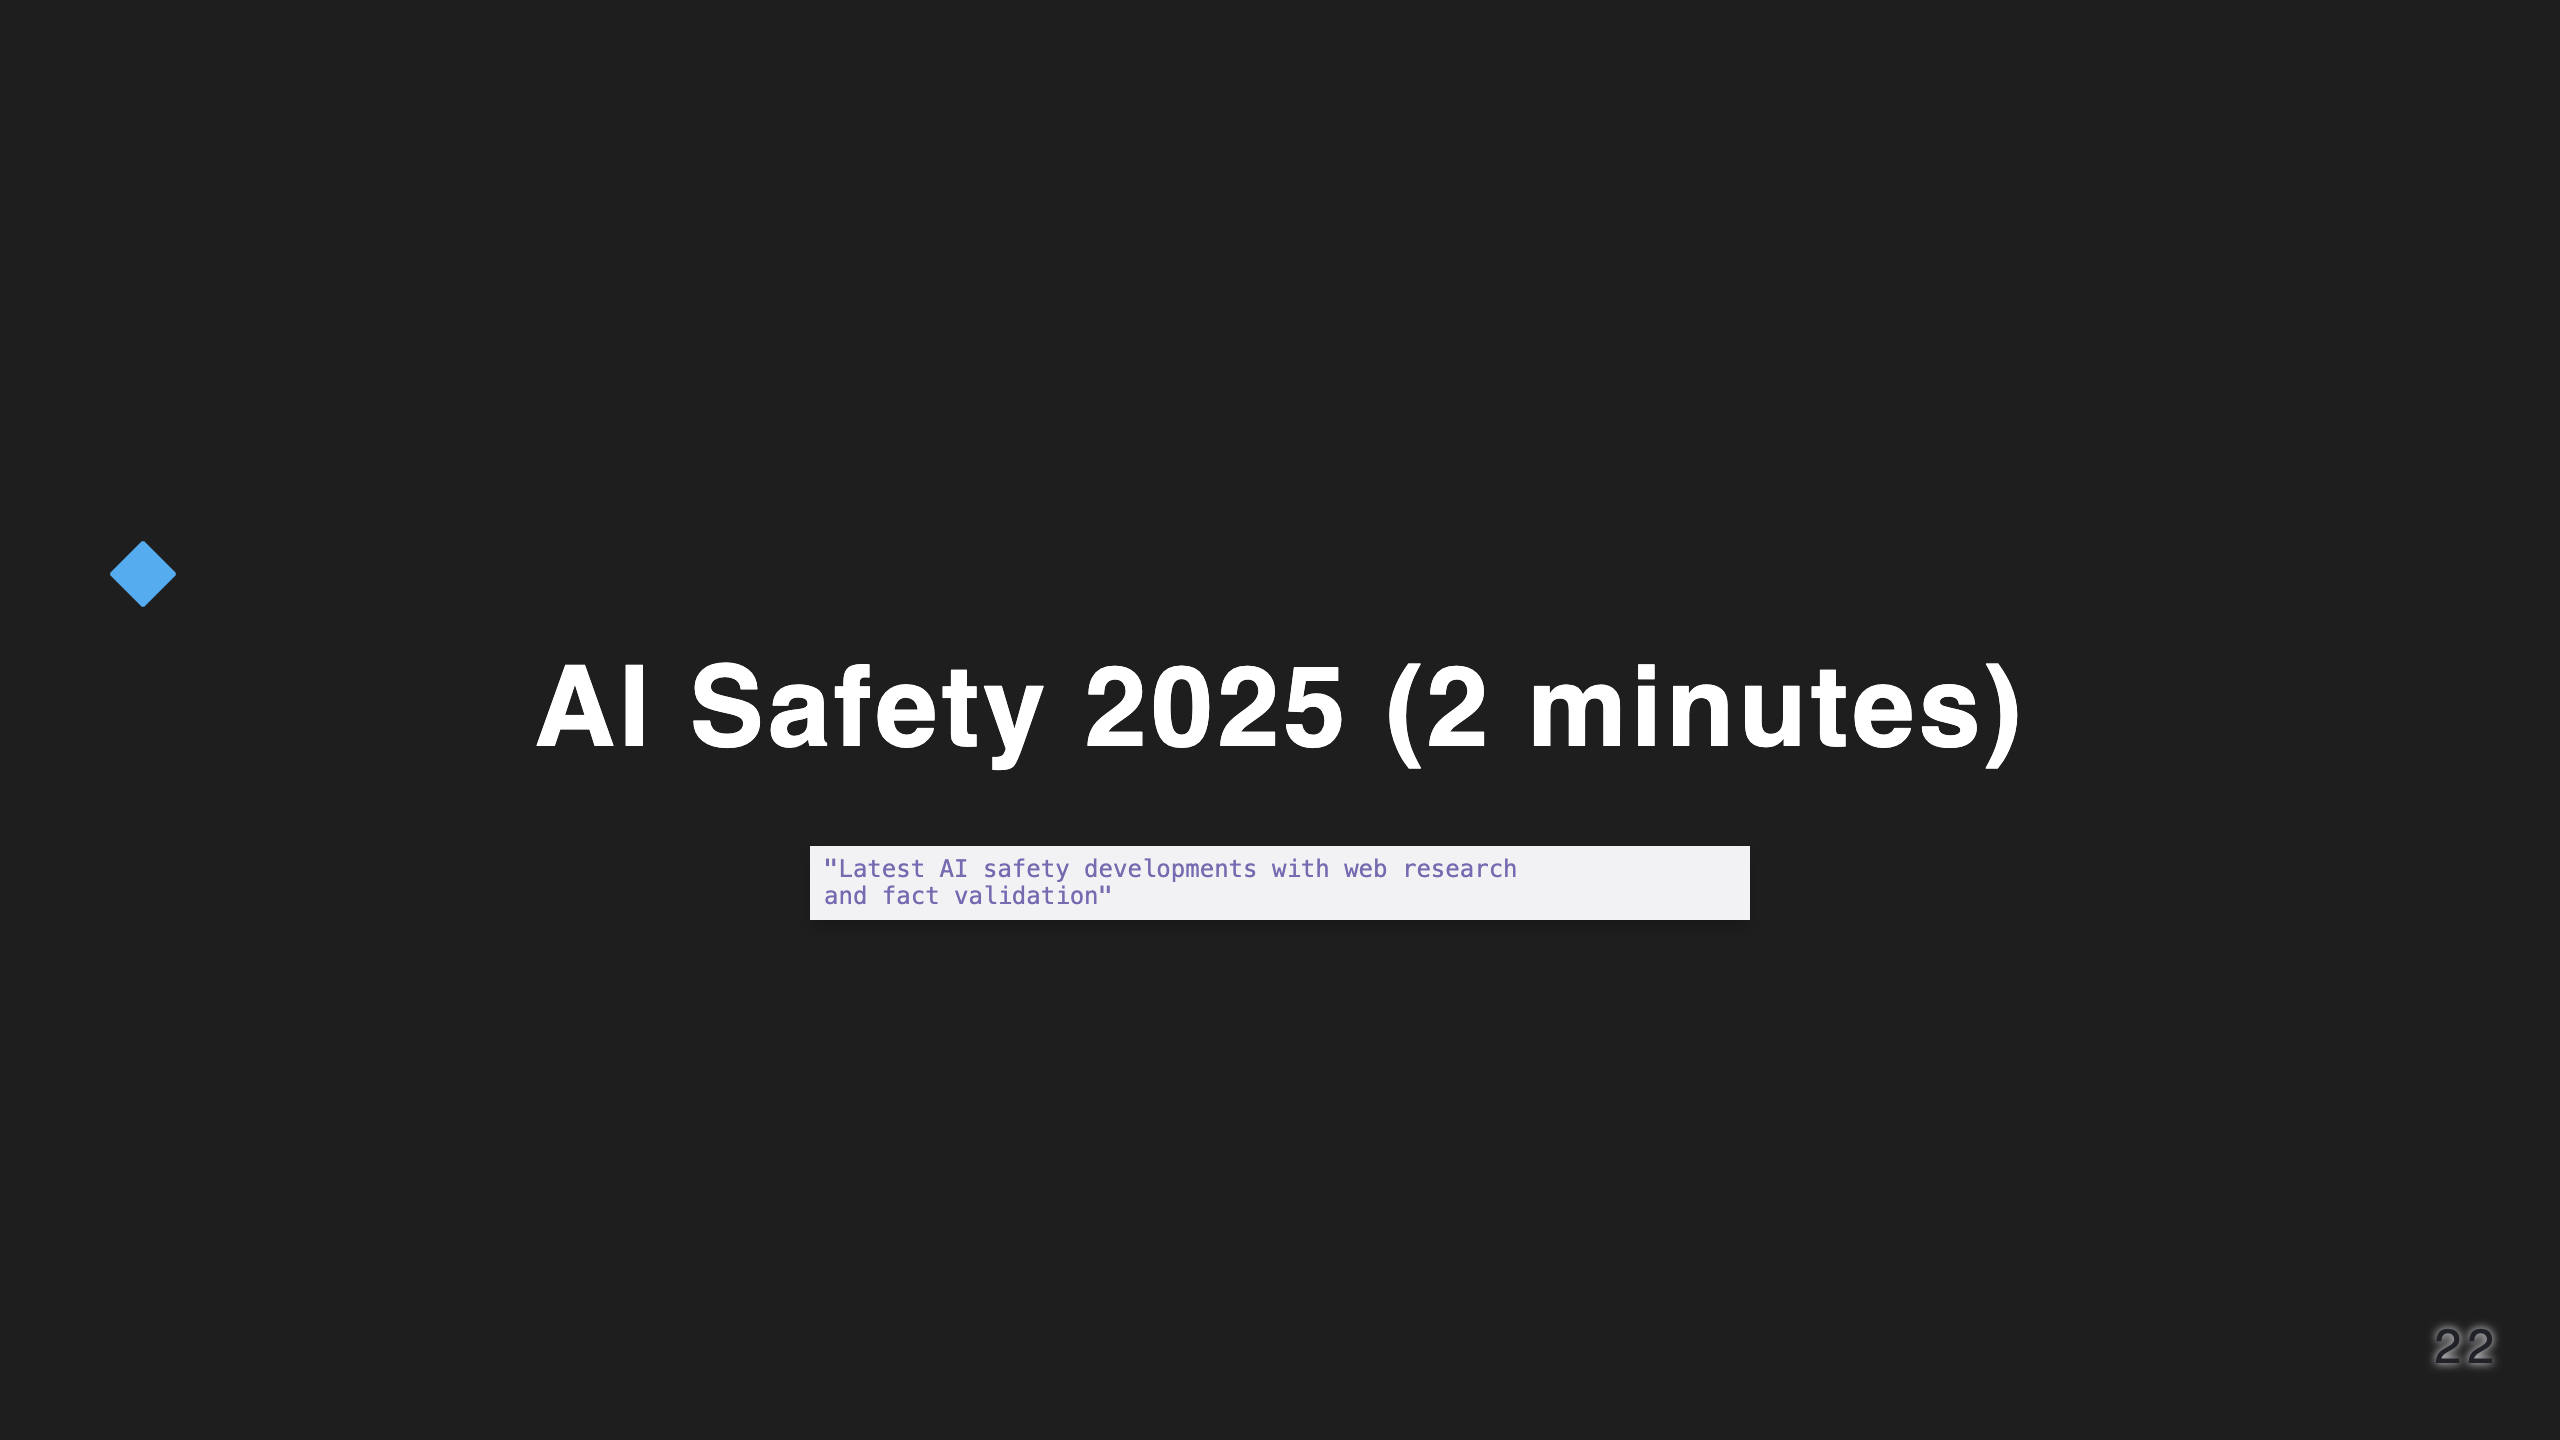 AI Safety 2025 (2 minutes)
"Latest AI safety developments with web research
and fact validation"
22